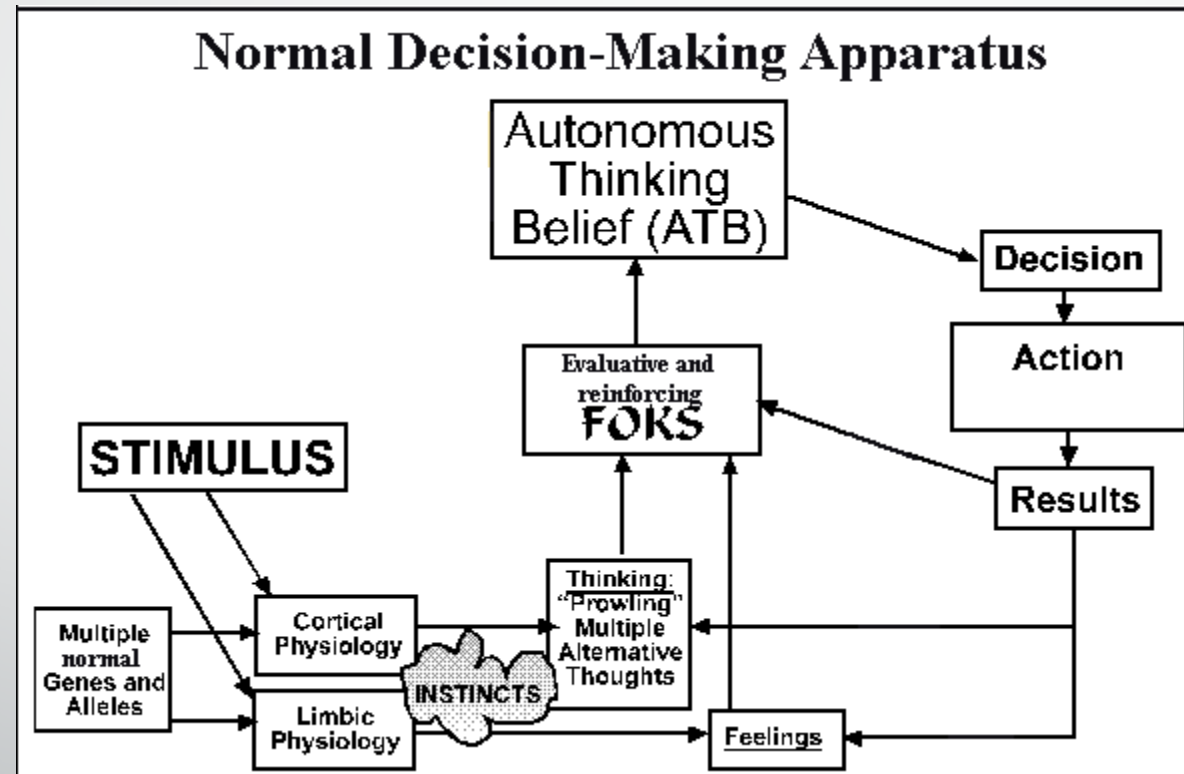 Normal Decision-Making Apparatus
Autonomous
Thinking
Belief (ATB)
Decision
Action
Evaluative and
reinforcing
FOKS
STIMULUS
Results
Thinking:
"Prowling"
Multiple
Alternative
Thoughts
Cortical
Physiology
Multiple
normal
Genes and
Alleles
INSTINCTS
Limbic
Physiology
Feelings